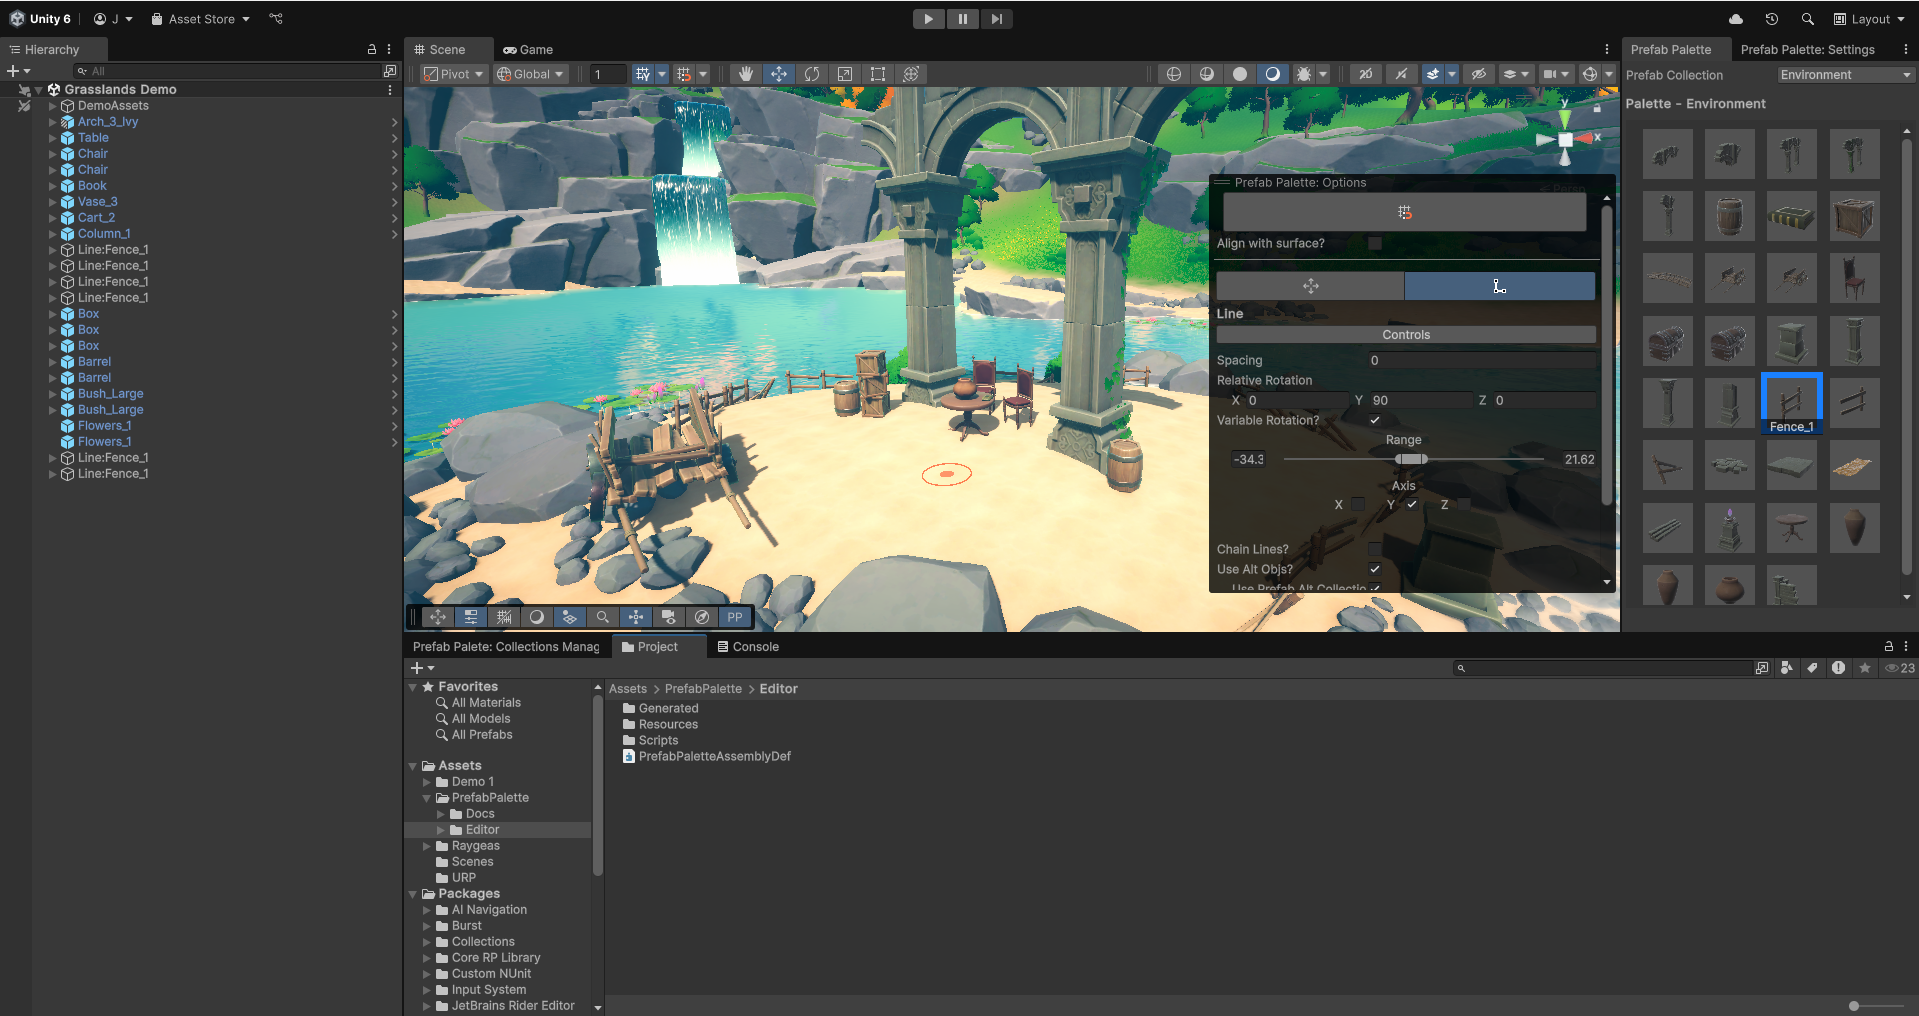 Unity 6
J
Asset Store
Layout
Hierarchy
All
Grasslands Demo
DemoAssets
Arch_3_Ivy
Table
Chair
Chair
Book
Vase_3
Cart_2
Column_1
Line:Fence_1
Line:Fence_1
Line:Fence_1
Line:Fence_1
Box
Box
Box
Barrel
Barrel
Bush_Large
Bush_Large
Flowers_1
Flowers_1
Line:Fence_1
Line:Fence_1
Scene
Game
Pivot
Global
1
2D
y
x
Prefab Palette: Options
Align with surface?
Line
Controls
Spacing 0
Relative Rotation
X 0 Y 90 Z 0
Variable Rotation?
Range
-34.3 21.62
Axis
X Y Z
Chain Lines?
Use Alt Objs?
Use Prefab Alt Collectio
PP
Prefab Palette
Prefab Palette: Settings
Prefab Collection Environment
Palette - Environment
Fence_1
Prefab Palete: Collections Manag
Project
Console
23
Favorites
All Materials
All Models
All Prefabs
Assets
Demo 1
PrefabPalette
Docs
Editor
Raygeas
Scenes
URP
Packages
AI Navigation
Burst
Collections
Core RP Library
Custom NUnit
Input System
JetBrains Rider Editor
Assets > PrefabPalette > Editor
Generated
Resources
Scripts
PrefabPaletteAssemblyDef